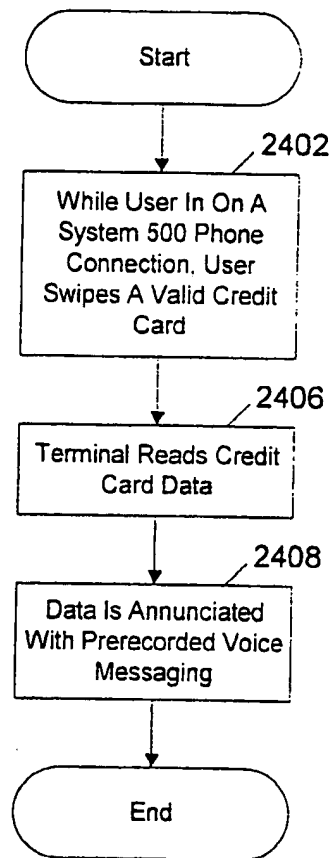 Start
2402
While User In On A
System 500 Phone
Connection, User
Swipes A Valid Credit
Card
2406
Terminal Reads Credit
Card Data
2408
Data Is Annunciated
With Prerecorded Voice
Messaging
End